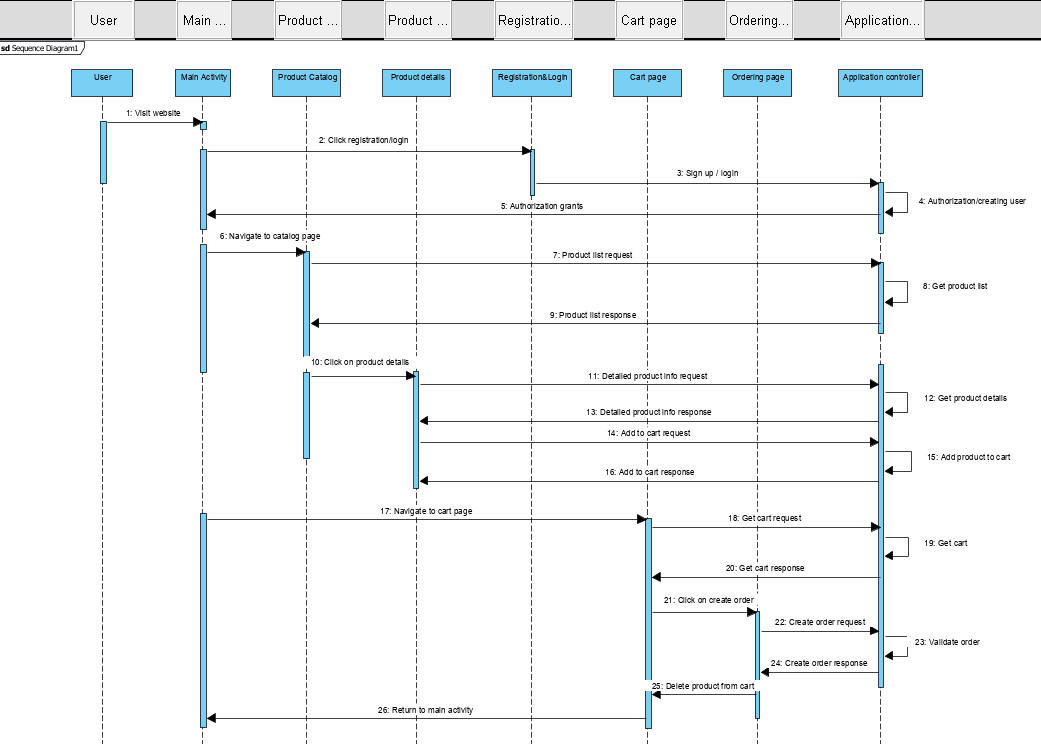 User Main ... Product ... Product ... Registratio... Cart page Ordering... Application...
sd Sequence Diagram1
User Main Activity Product Catalog Product details Registration&Login Cart page Ordering page Application controller
1: Visit website
2: Click registration/login
3: Sign up / login
4: Authorization/creating user
5: Authorization grants
6: Navigate to catalog page
7: Product list request
8: Get product list
9: Product list response
10: Click on product details
11: Detailed product info request
12: Get product details
13: Detailed product info response
14: Add to cart request
15: Add product to cart
16: Add to cart response
17: Navigate to cart page
18: Get cart request
19: Get cart
20: Get cart response
21: Click on create order
22: Create order request
23: Validate order
24: Create order response
25: Delete product from cart
26: Return to main activity